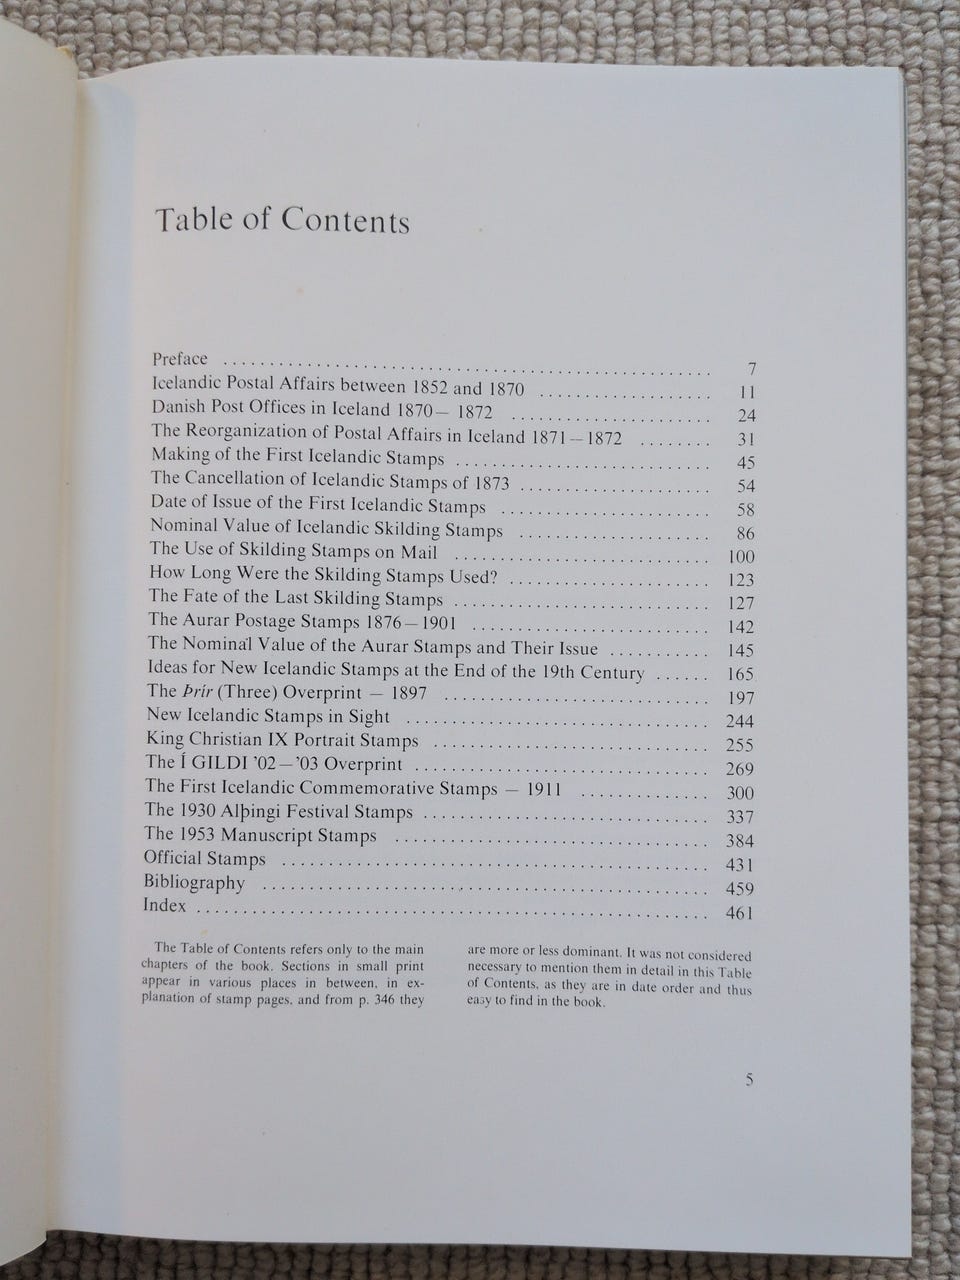 Table of Contents
Preface . . . . . . . . . . . . . . . . . . . . . . . . . . . . . . 7
Icelandic Postal Affairs between 1852 and 1870 . . . . . . . . . . 11
Danish Post Offices in Iceland 1870— 1872 . . . . . . . . . . 24
The Reorganization of Postal Affairs in Iceland 1871—1872 . . . . . . . . 31
Making of the First Icelandic Stamps . . . . . . . . . . 45
The Cancellation of Icelandic Stamps of 1873 . . . . . . . . . . 54
Date of Issue of the First Icelandic Stamps . . . . . . . . . . 58
Nominal Value of Icelandic Skilding Stamps . . . . . . . . . . 86
The Use of Skilding Stamps on Mail . . . . . . . . . . 100
How Long Were the Skilding Stamps Used? . . . . . . . . . . 123
The Fate of the Last Skilding Stamps . . . . . . . . . . 127
The Aurar Postage Stamps 1876—1901 . . . . . . . . . . 142
The Nominal Value of the Aurar Stamps and Their Issue . . . . . . . . . . 145
Ideas for New Icelandic Stamps at the End of the 19th Century . . . . . . 165
The Þrír (Three) Overprint — 1897 . . . . . . . . . . 197
New Icelandic Stamps in Sight . . . . . . . . . . 244
King Christian IX Portrait Stamps . . . . . . . . . . 255
The Í GILDI ’02—’03 Overprint . . . . . . . . . . 269
The First Icelandic Commemorative Stamps — 1911 . . . . . . . . . . 300
The 1930 Alþingi Festival Stamps . . . . . . . . . . 337
The 1953 Manuscript Stamps . . . . . . . . . . 384
Official Stamps . . . . . . . . . . 431
Bibliography . . . . . . . . . . 459
Index . . . . . . . . . . 461
The Table of Contents refers only to the main
chapters of the book. Sections in small print
appear in various places in between, in ex-
planation of stamp pages, and from p. 346 they
are more or less dominant. It was not considered
necessary to mention them in detail in this Table
of Contents, as they are in date order and thus
easy to find in the book.
5